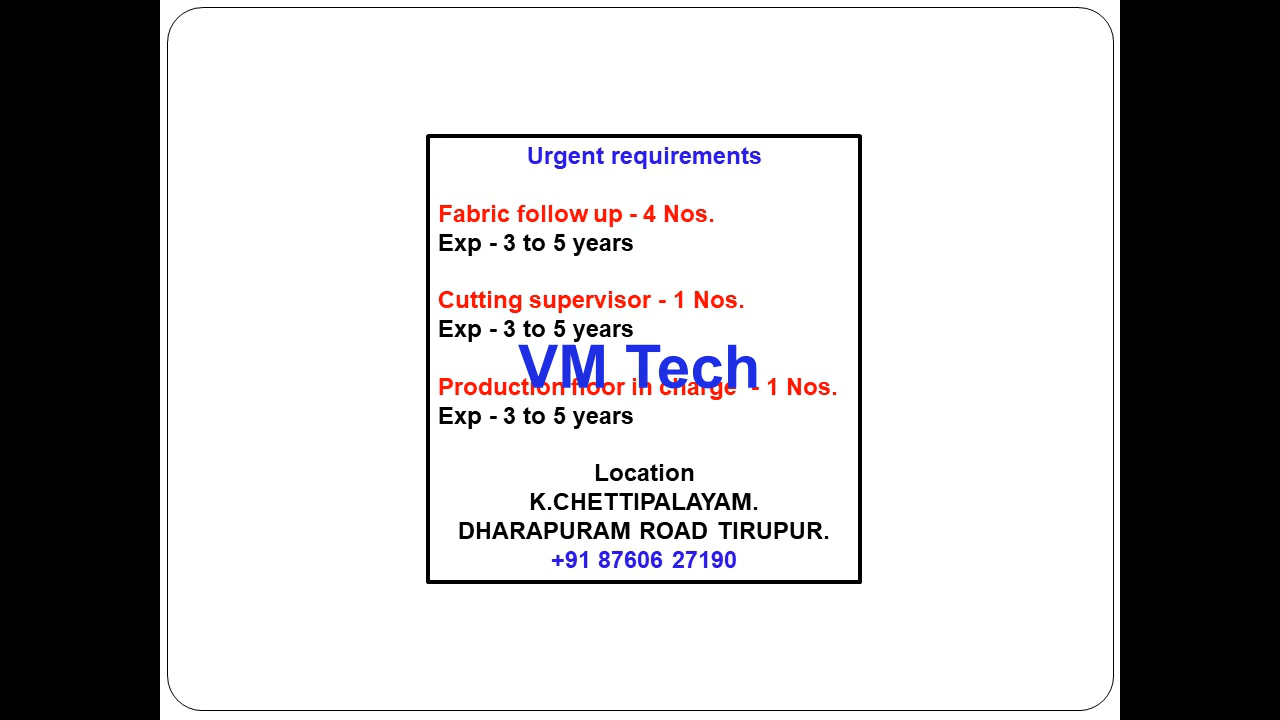 Urgent requirements
Fabric follow up - 4 Nos.
Exp - 3 to 5 years
Cutting supervisor - 1 Nos.
Exp - 3 to 5 years
VM Tech
Production floor in charge - 1 Nos.
Exp - 3 to 5 years
Location
K.CHETTIPALAYAM.
DHARAPURAM ROAD TIRUPUR.
+91 87606 27190